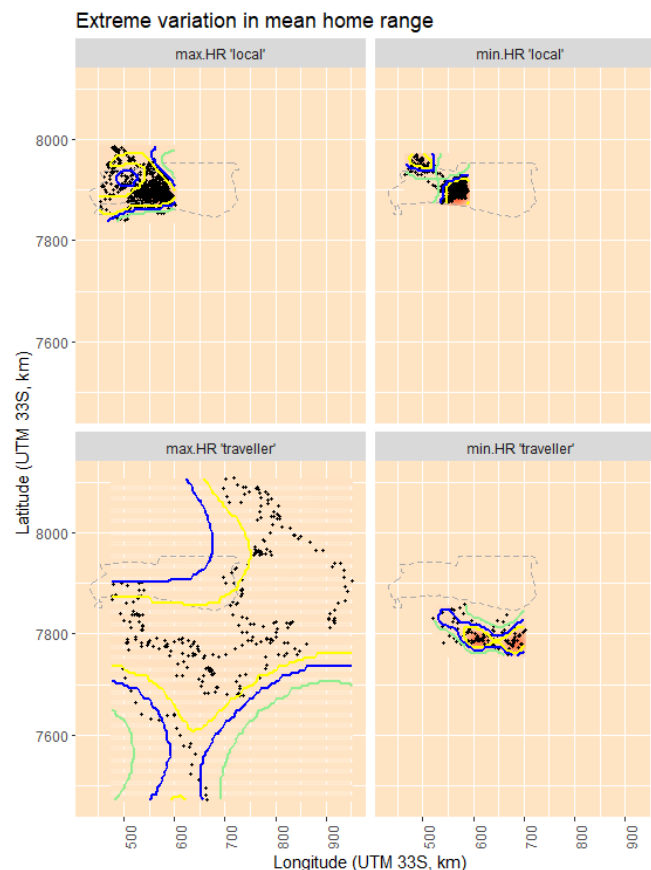 Extreme variation in mean home range
max.HR 'local'
min.HR 'local'
8000
7800
7600
max.HR 'traveller'
min.HR 'traveller'
8000
7800
7600
Latitude (UTM 33S, km)
500 600 700 800 900 500 600 700 800 900
Longitude (UTM 33S, km)